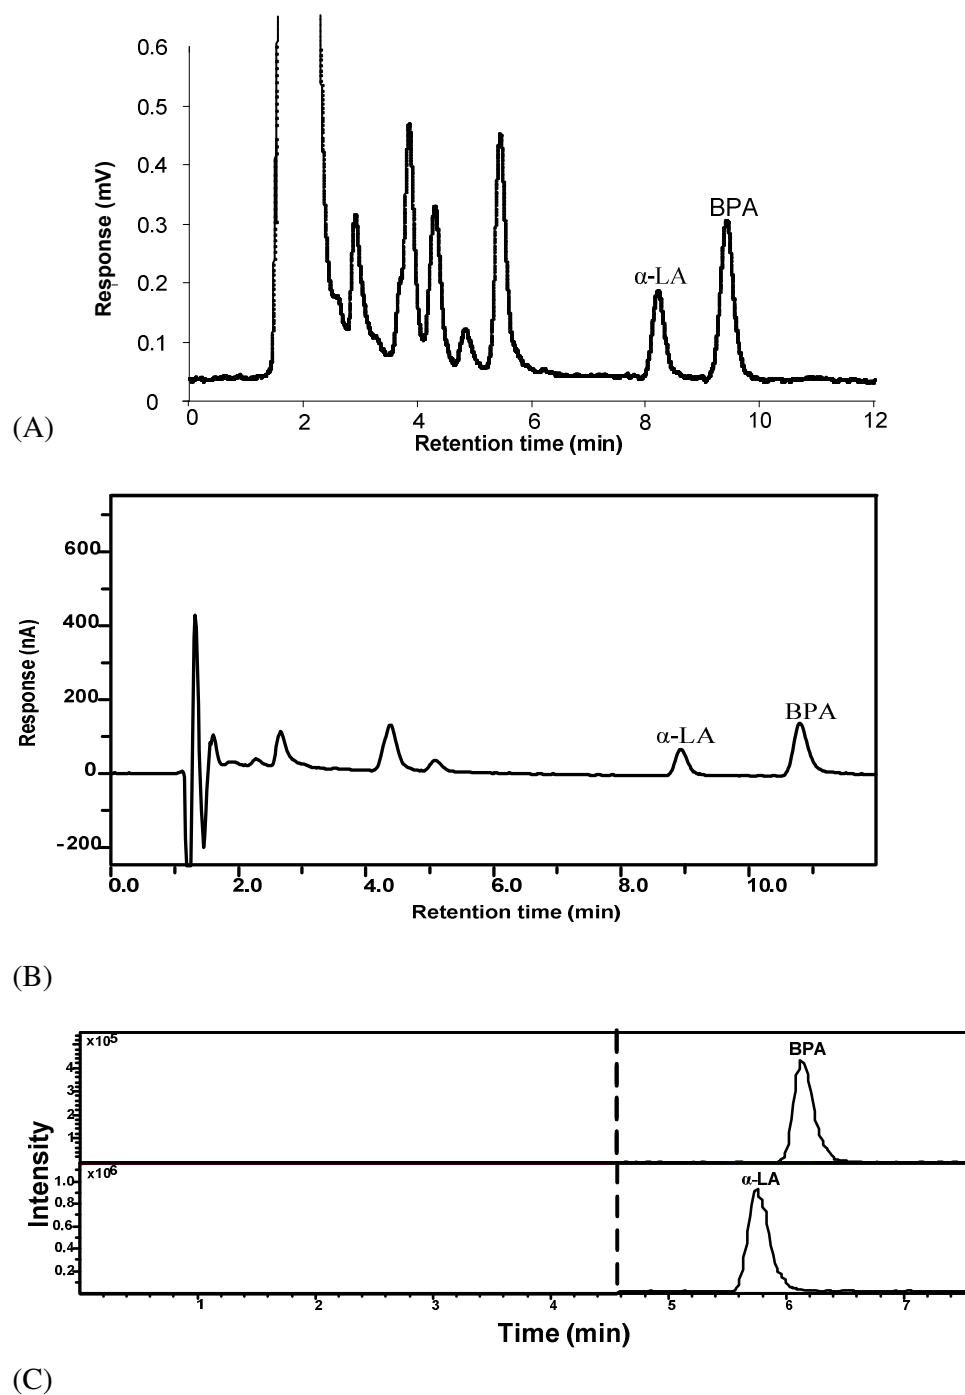 0.6
0.5
0.4
0.3
0.2
0.1
0
Response (mV)
α-LA
BPA
0 2 4 6 8 10 12
Retention time (min)
(A)
600
400
200
0
-200
Response (nA)
α-LA
BPA
0.0 2.0 4.0 6.0 8.0 10.0
Retention time (min)
(B)
x10⁵
4
3
2
1
BPA
x10⁶
1.0
0.8
0.6
0.4
0.2
α-LA
Intensity
1 2 3 4 5 6 7
Time (min)
(C)